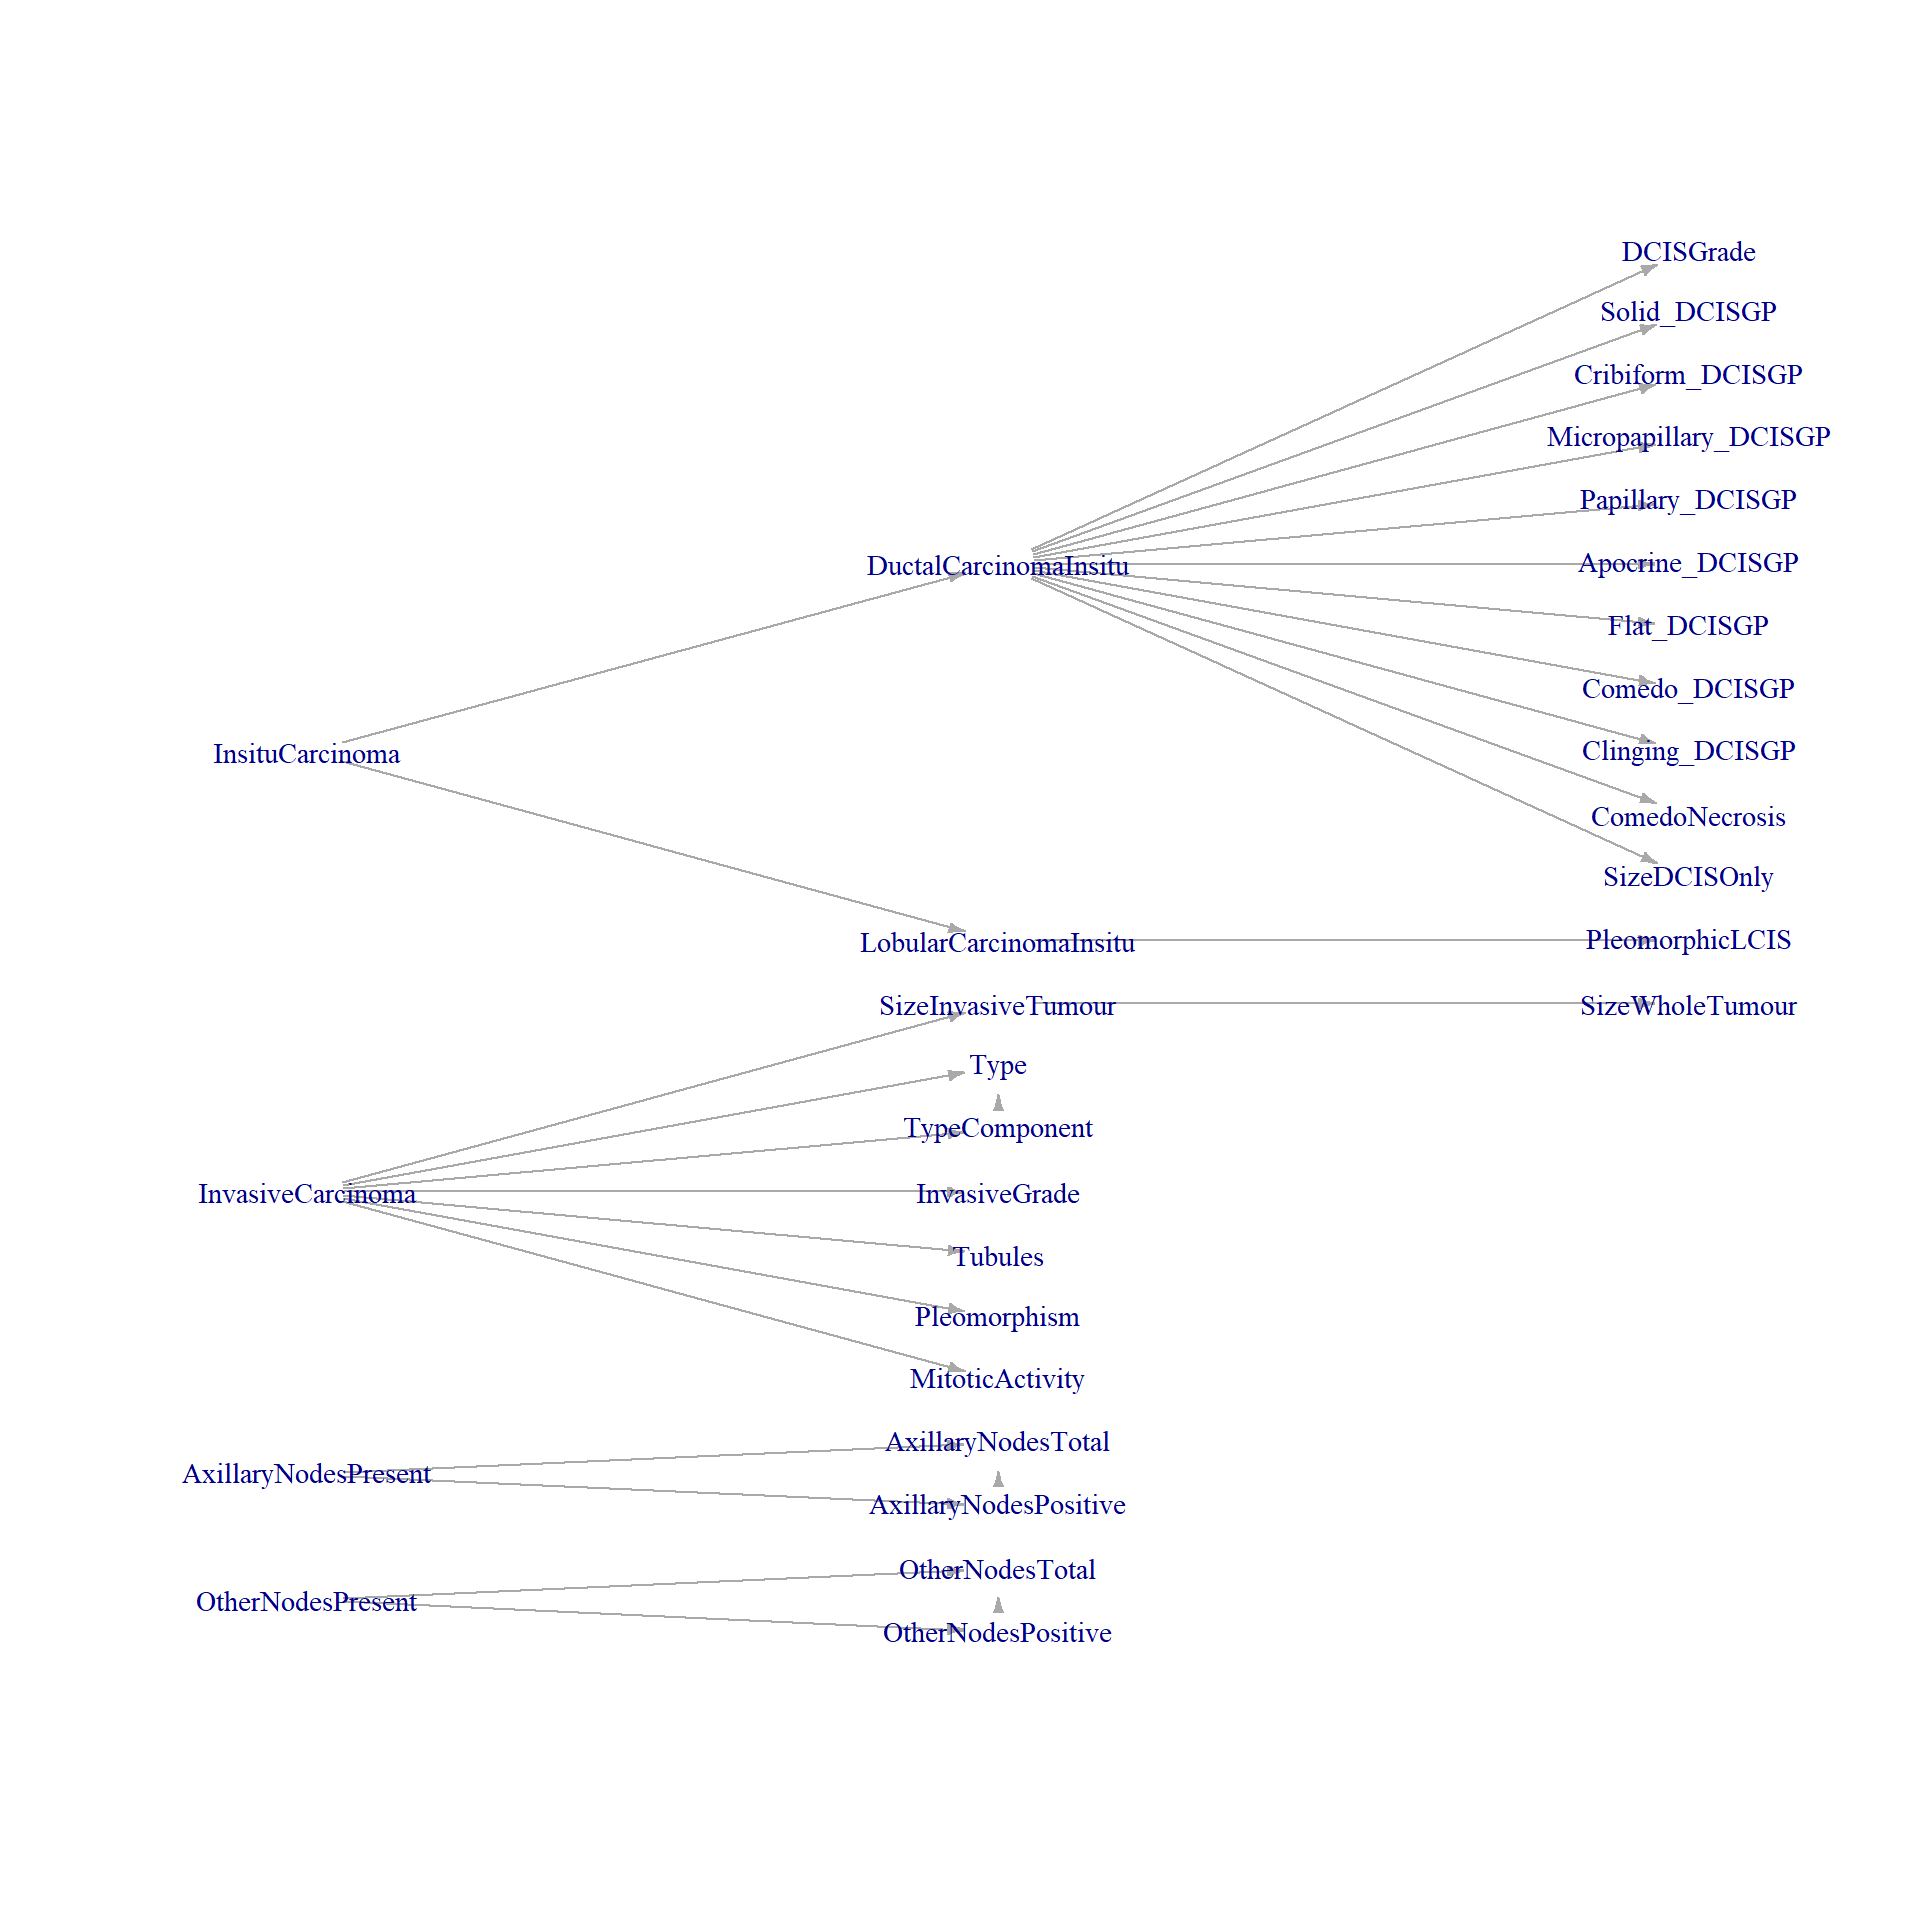 DCISGrade
Solid_DCISGP
Cribiform_DCISGP
Micropapillary_DCISGP
Papillary_DCISGP
DuctalCarcinomaInsitu
Apocrine_DCISGP
Flat_DCISGP
Comedo_DCISGP
InsituCarcinoma
Clinging_DCISGP
ComedoNecrosis
SizeDCISOnly
LobularCarcinomaInsitu
PleomorphicLCIS
SizeInvasiveTumour
SizeWholeTumour
Type
TypeComponent
InvasiveCarcinoma
InvasiveGrade
Tubules
Pleomorphism
MitoticActivity
AxillaryNodesTotal
AxillaryNodesPresent
AxillaryNodesPositive
OtherNodesTotal
OtherNodesPresent
OtherNodesPositive